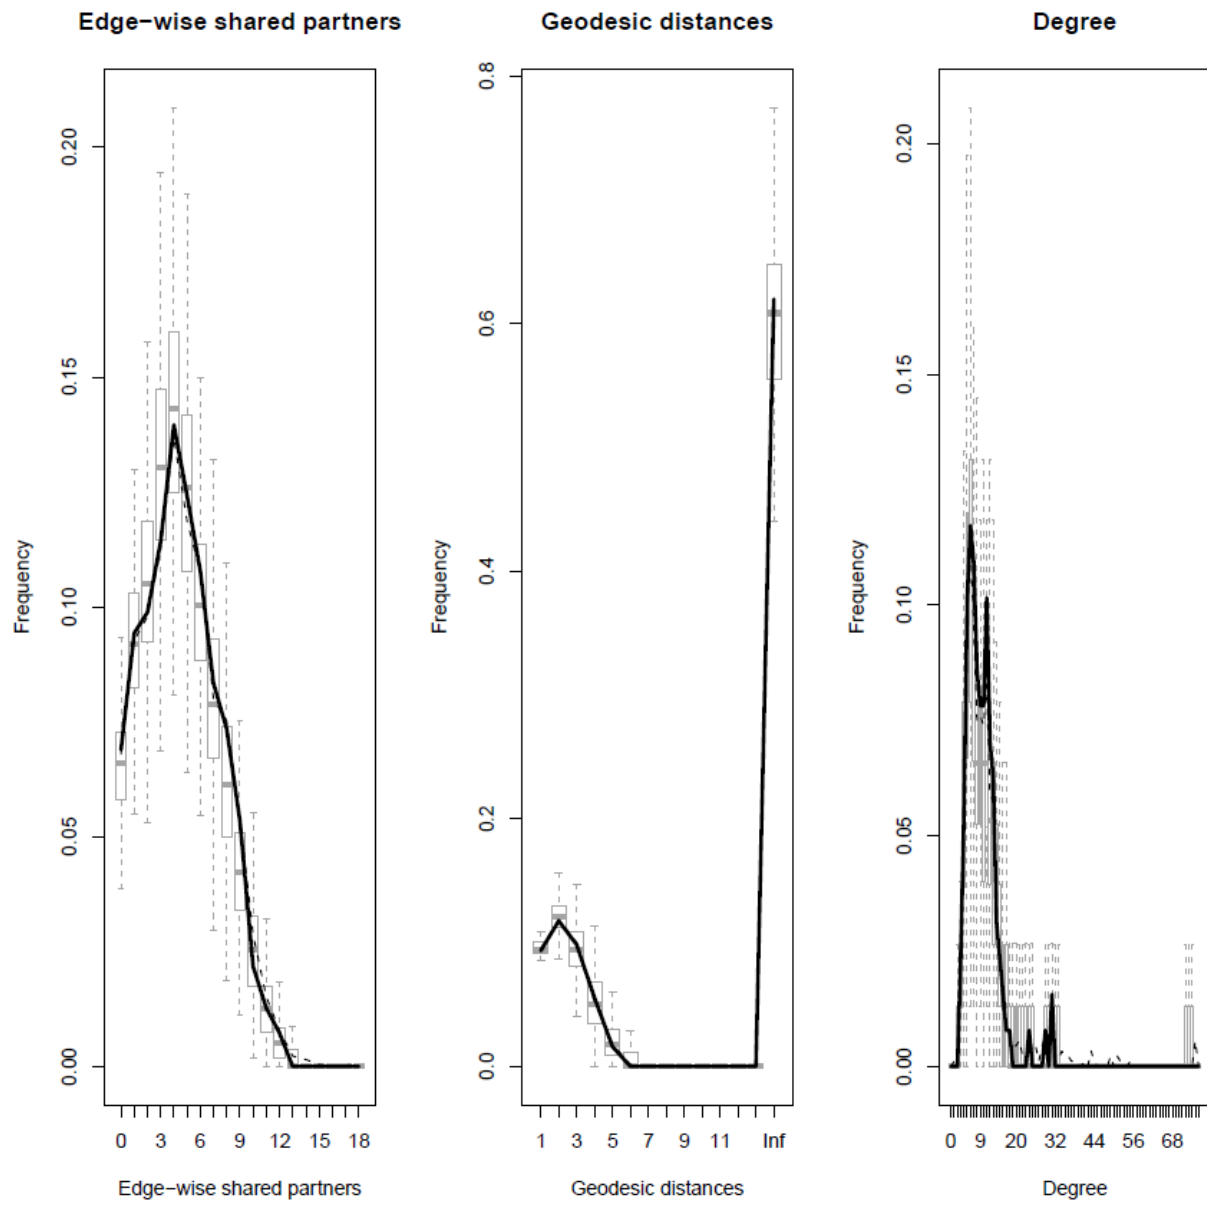 Edge−wise shared partners
Geodesic distances
Degree
Frequency
0.00 0.05 0.10 0.15 0.20
0 3 6 9 12 15 18
Edge−wise shared partners
Frequency
0.0 0.2 0.4 0.6 0.8
1 3 5 7 9 11 Inf
Geodesic distances
Frequency
0.00 0.05 0.10 0.15 0.20
0 9 20 32 44 56 68
Degree